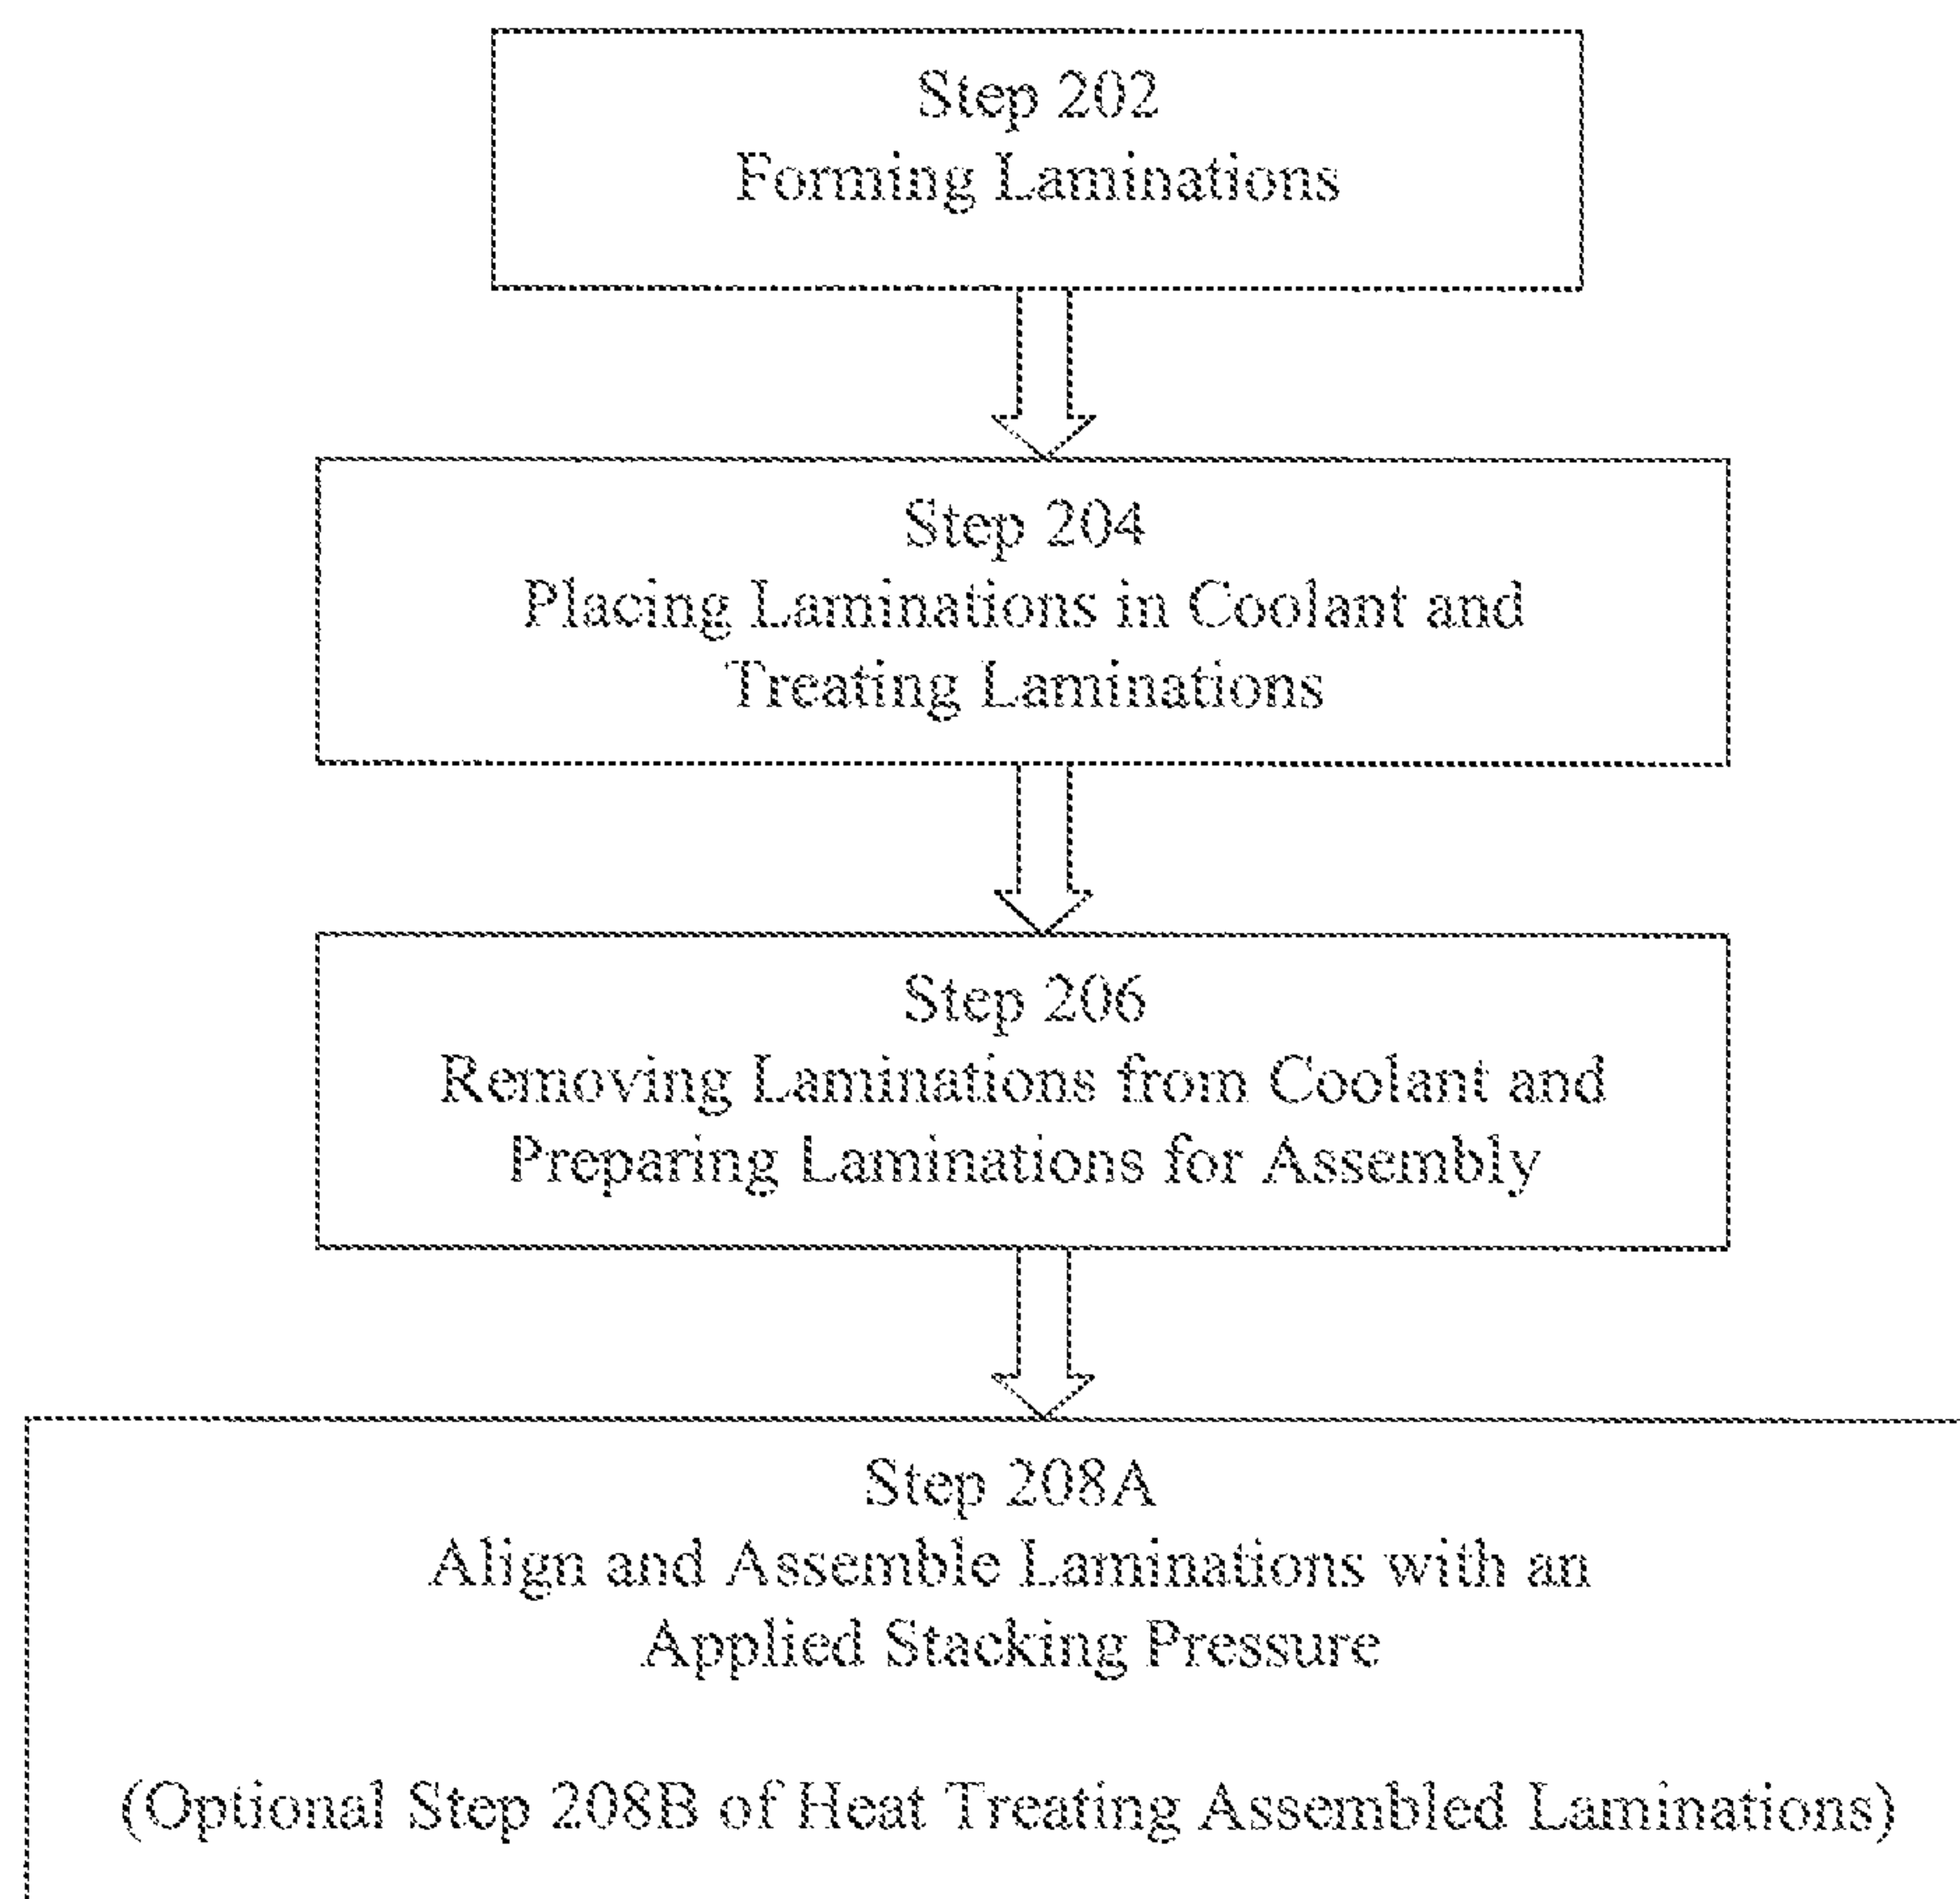 Step 202
Forming Laminations
Step 204
Placing Laminations in Coolant and
Treating Laminations
Step 206
Removing Laminations from Coolant and
Preparing Laminations for Assembly
Step 208A
Align and Assemble Laminations with an
Applied Stacking Pressure
(Optional Step 208B of Heat Treating Assembled Laminations)